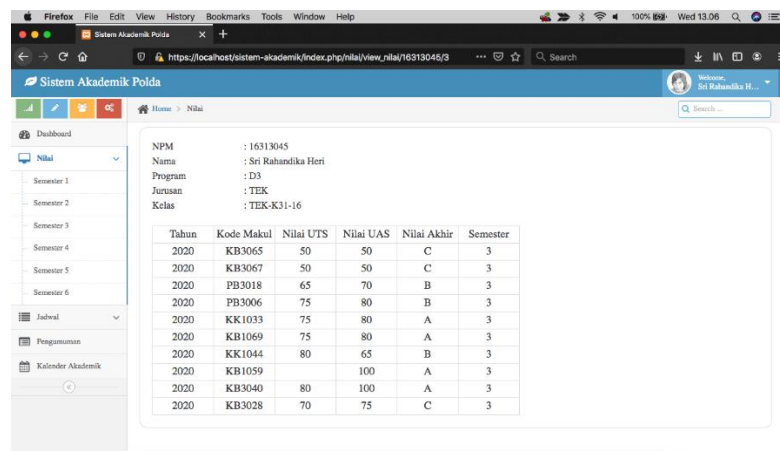 Firefox File Edit View History Bookmarks Tools Window Help 100% Wed 13.06
Sistem Akademik Polda × +
https://localhost/sistem-akademik/index.php/nilai/view_nilai/16313045/3 Search
Sistem Akademik Polda Welcome, Sri Rahandika H...
Home > Nilai Search ...
Dashboard
Nilai
Semester 1
Semester 2
Semester 3
Semester 4
Semester 5
Semester 6
Jadwal
Pengumuman
Kalender Akademik
NPM : 16313045
Nama : Sri Rahandika Heri
Program : D3
Jurusan : TEK
Kelas : TEK-K31-16
Tahun Kode Makul Nilai UTS Nilai UAS Nilai Akhir Semester
2020 KB3065 50 50 C 3
2020 KB3067 50 50 C 3
2020 PB3018 65 70 B 3
2020 PB3006 75 80 B 3
2020 KK1033 75 80 A 3
2020 KB1069 75 80 A 3
2020 KK1044 80 65 B 3
2020 KB1059 100 A 3
2020 KB3040 80 100 A 3
2020 KB3028 70 75 C 3